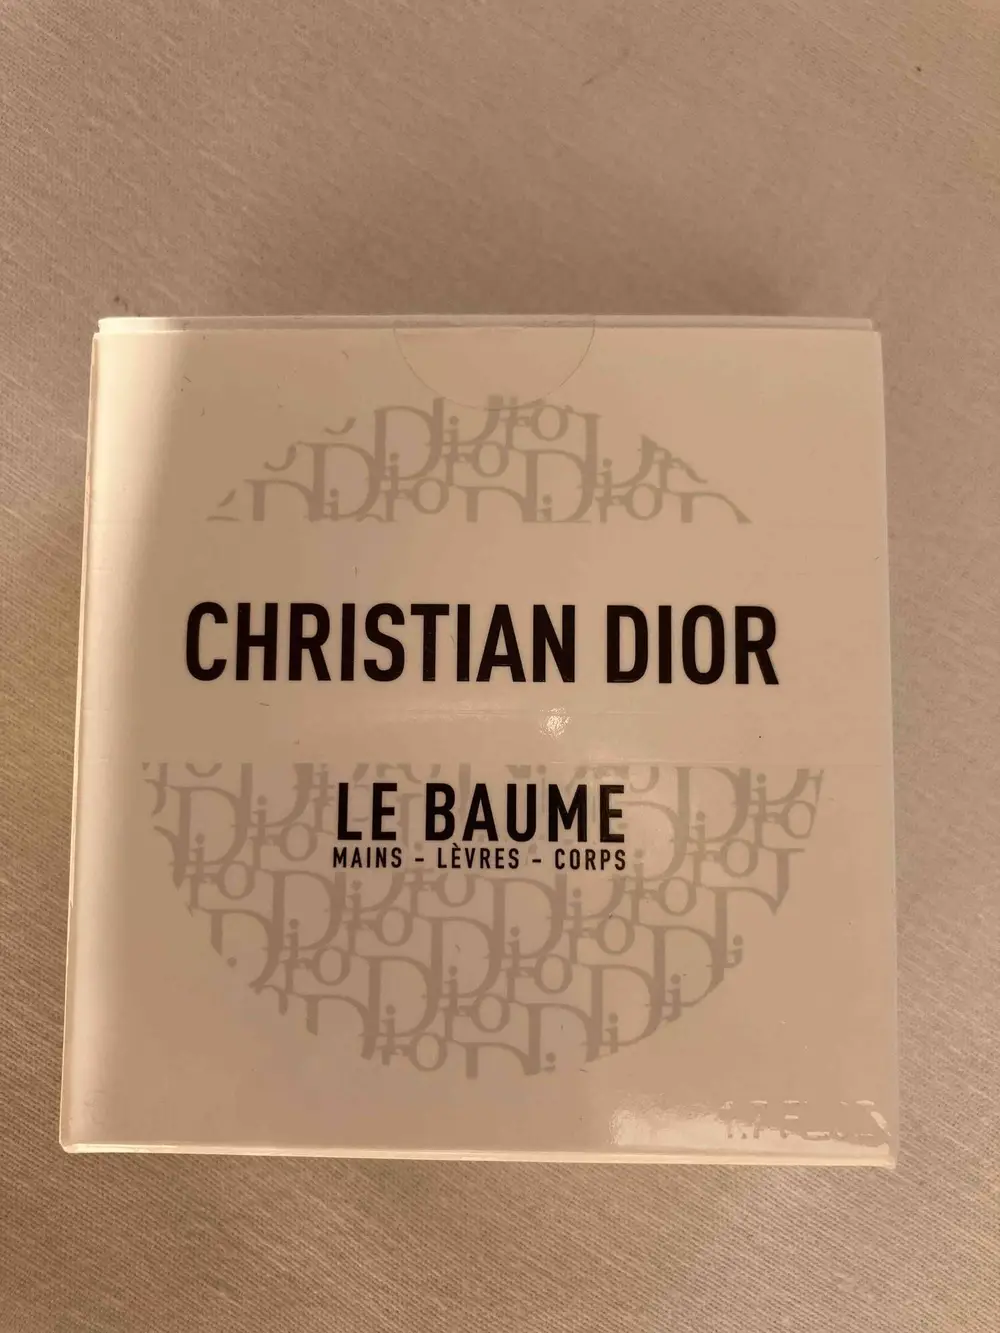 CHRISTIAN DIOR
LE BAUME
MAINS - LÈVRES - CORPS